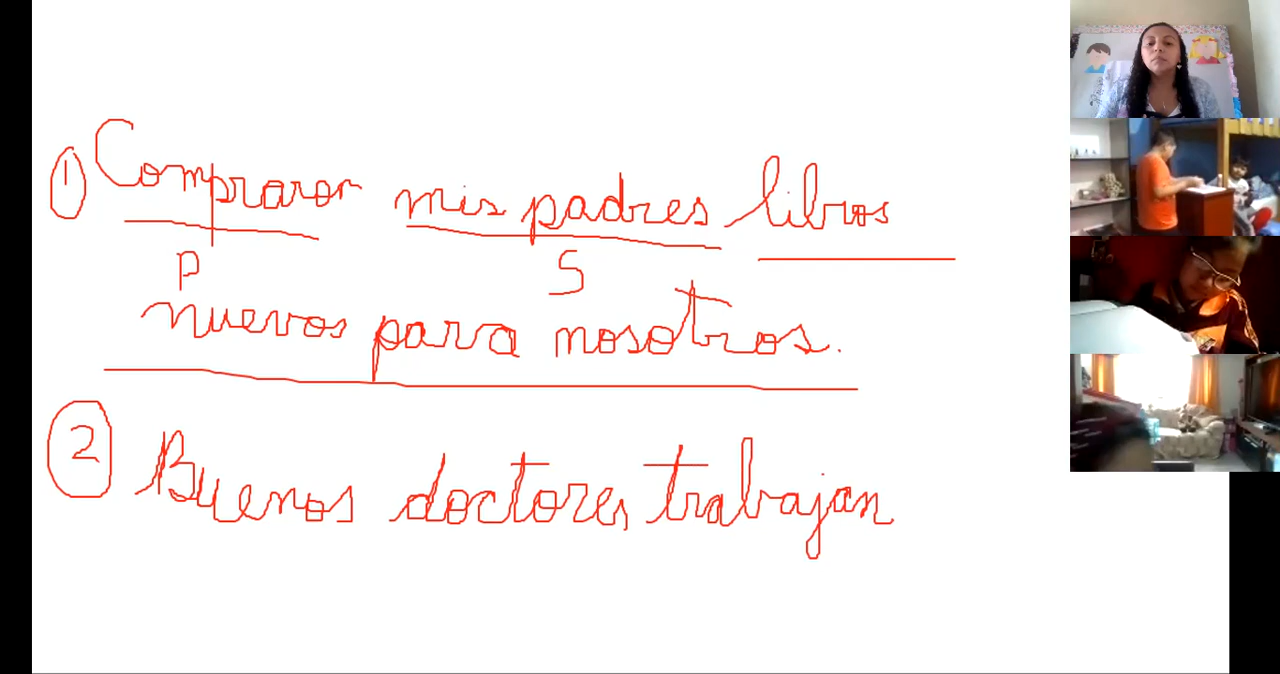 ① Compraron mis padres libros
P S
nuevos para nosotros.
② Buenos doctores trabajan